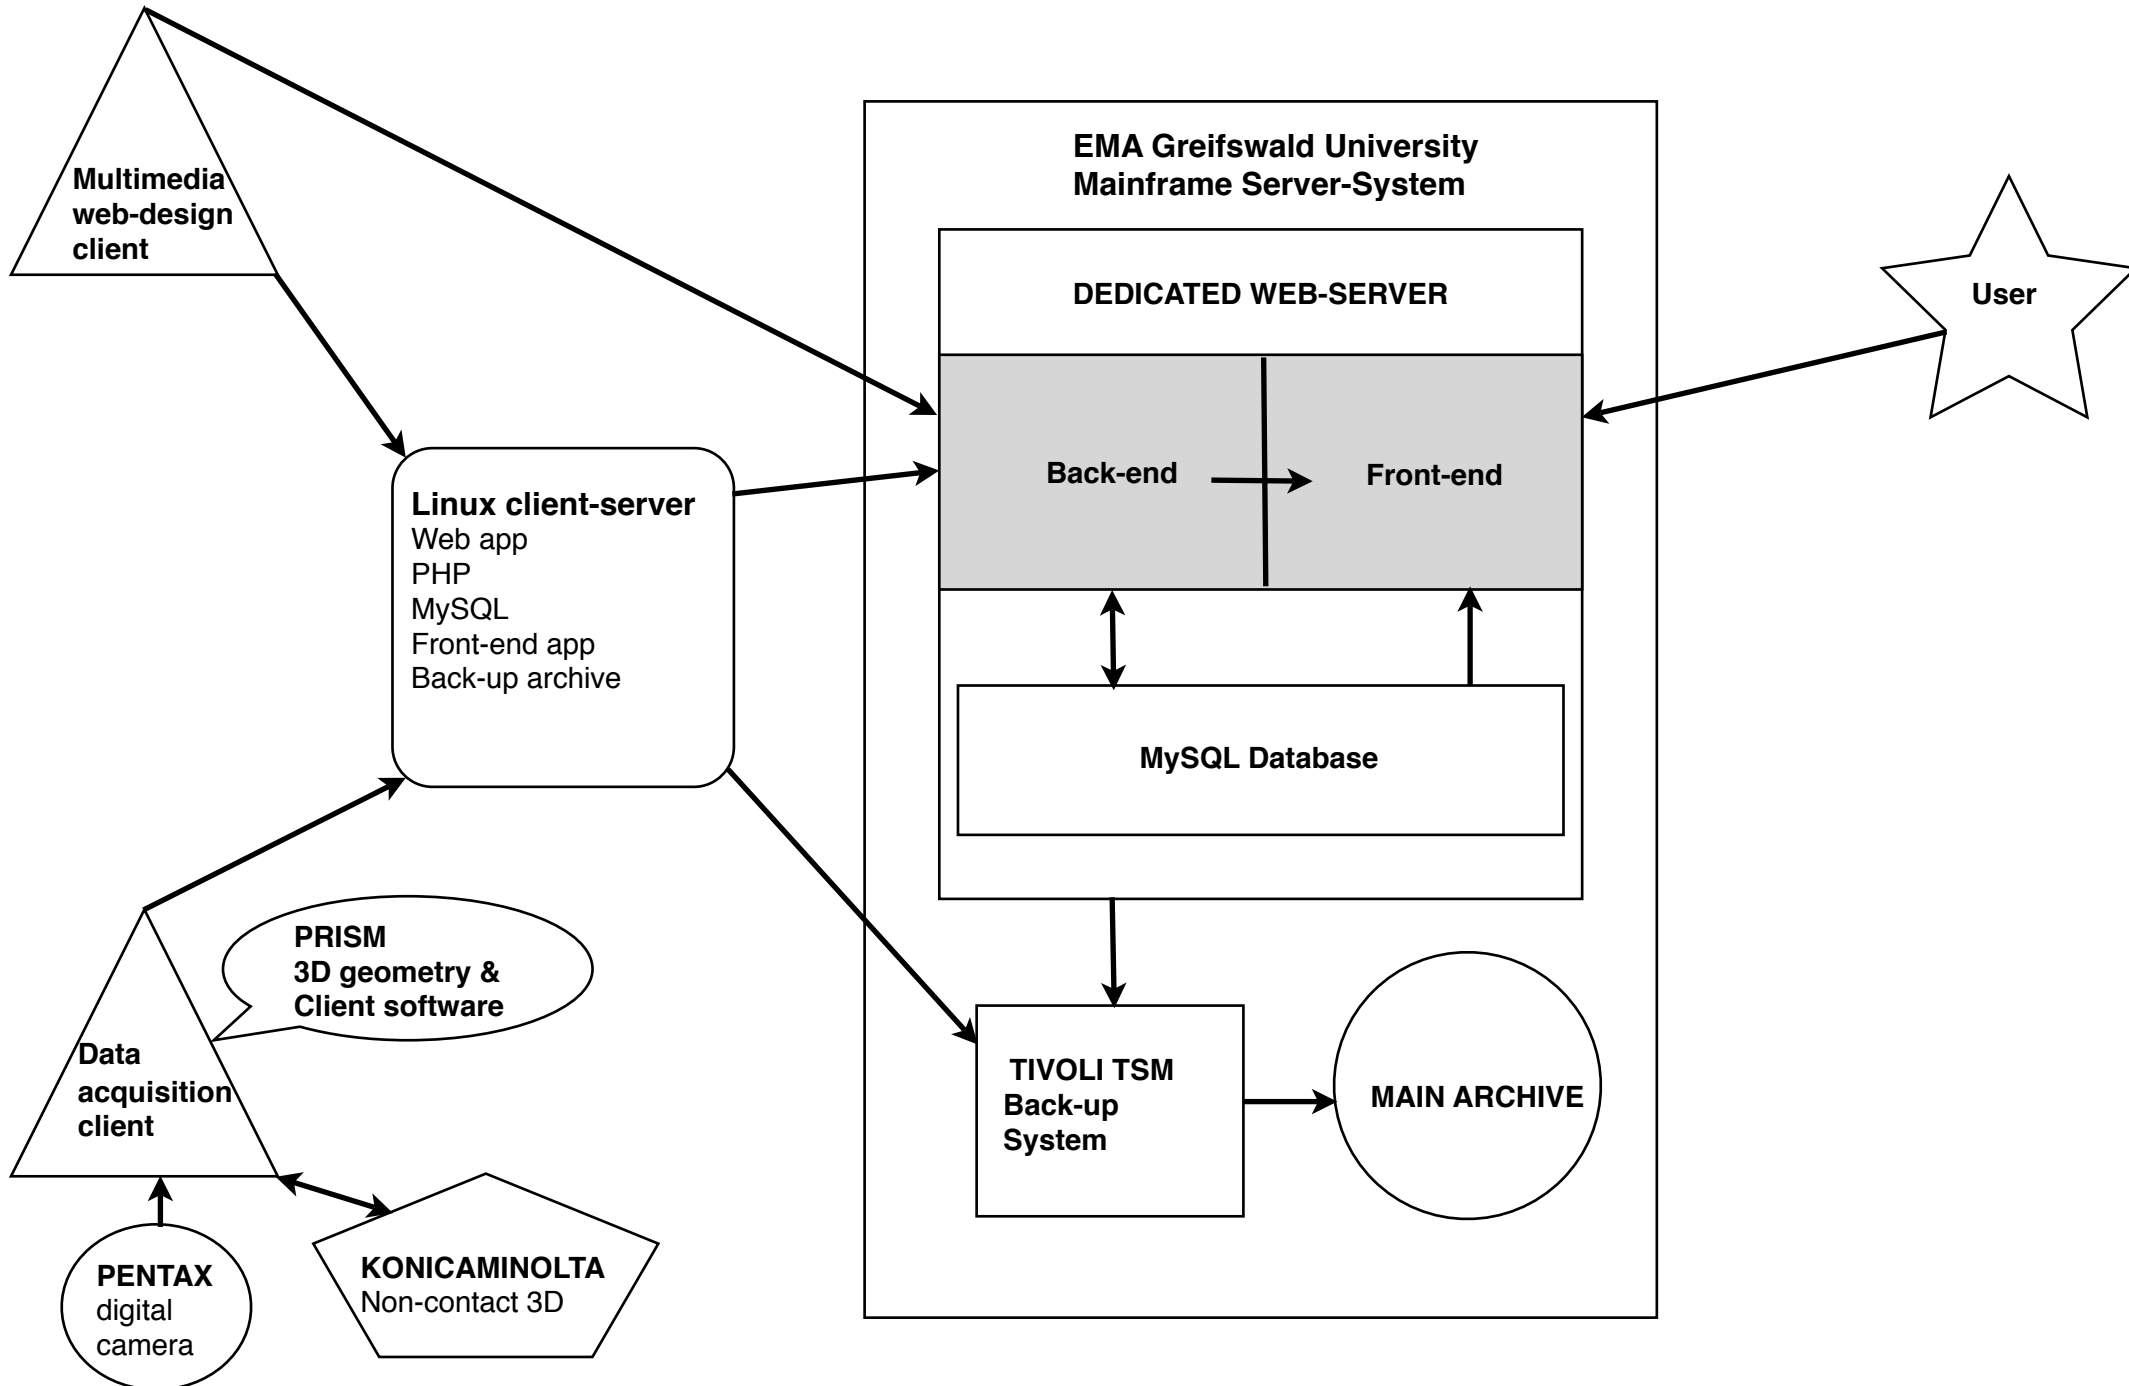 Multimedia
web-design
client
EMA Greifswald University
Mainframe Server-System
DEDICATED WEB-SERVER
User
Back-end
Front-end
Linux client-server
Web app
PHP
MySQL
Front-end app
Back-up archive
MySQL Database
PRISM
3D geometry &
Client software
Data
acquisition
client
TIVOLI TSM
Back-up
System
MAIN ARCHIVE
PENTAX
digital
camera
KONICAMINOLTA
Non-contact 3D